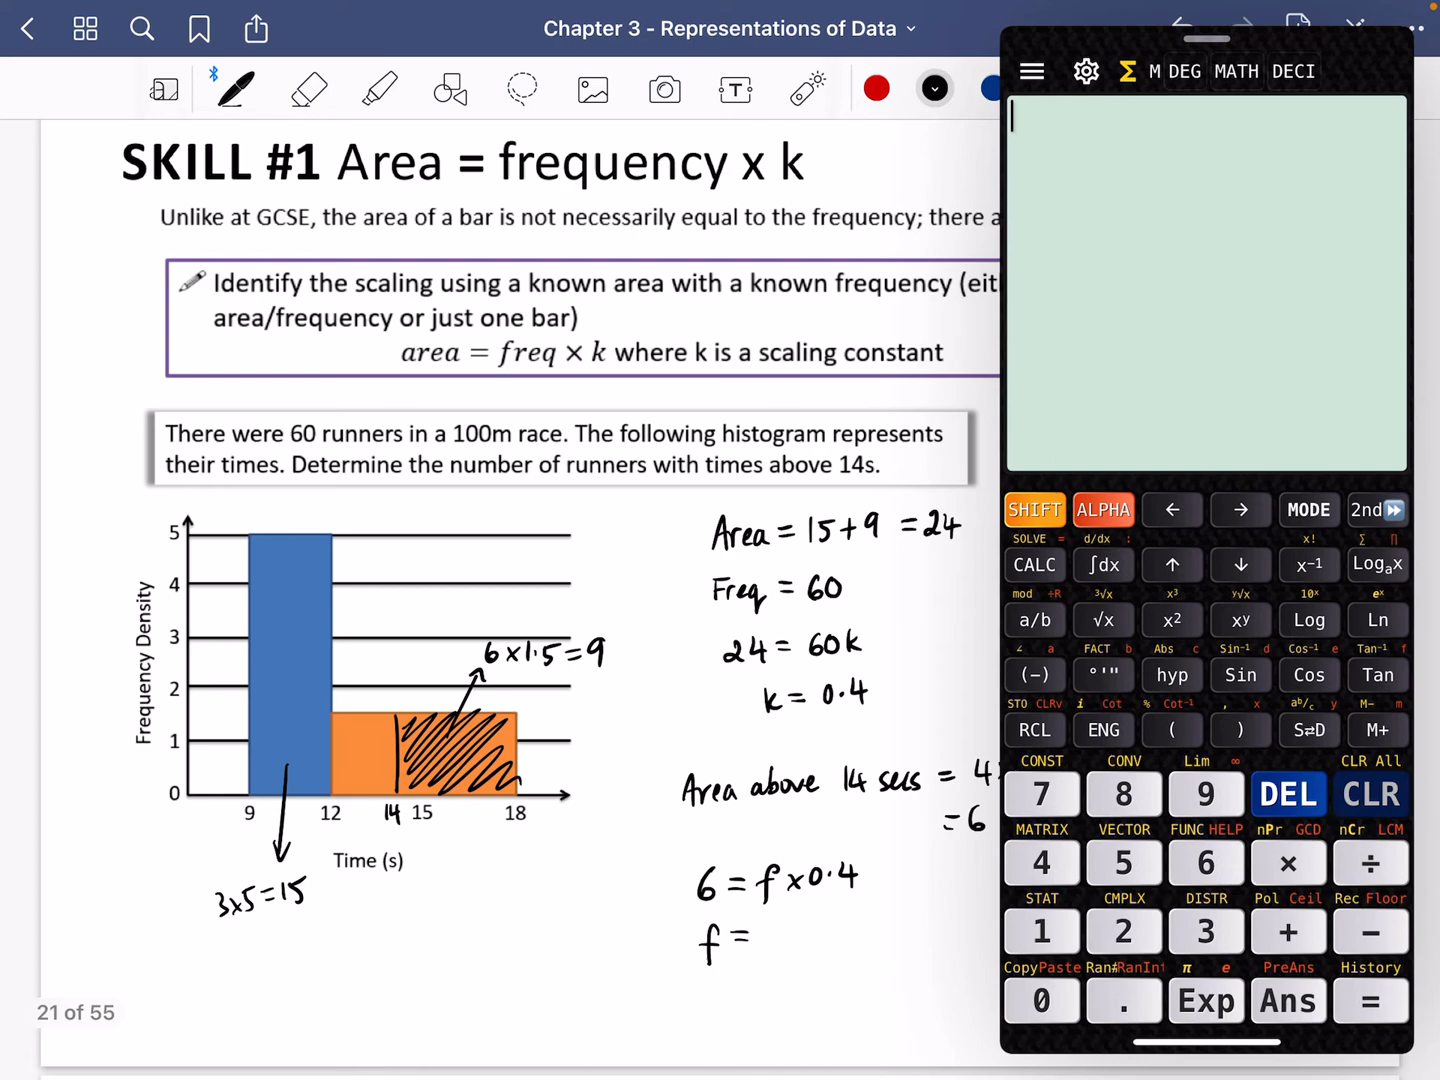 Chapter 3 - Representations of Data
T
SKILL #1 Area = frequency x k
Unlike at GCSE, the area of a bar is not necessarily equal to the frequency; there a
Identify the scaling using a known area with a known frequency (eit
area/frequency or just one bar)
area = freq × k where k is a scaling constant
There were 60 runners in a 100m race. The following histogram represents
their times. Determine the number of runners with times above 14s.
Frequency Density
5
4
3
2
1
0
9 12 14 15 18
Time (s)
6 x 1.5 = 9
3x5=15
Area = 15+9 = 24
Freq = 60
24 = 60k
k = 0.4
Area above 14 secs = 4
= 6
6 = f x 0.4
f =
21 of 55
Σ M DEG MATH DECI
SHIFT ALPHA ← → MODE 2nd
SOLVE = d/dx : x! ∑ ∏
CALC ∫dx ↑ ↓ x⁻¹ Logₐx
mod ÷R ³√x x³ y√x 10ˣ eˣ
a/b √x x² xʸ Log Ln
∠ a FACT b Abs c Sin⁻¹ d Cos⁻¹ e Tan⁻¹ f
(−) °'" hyp Sin Cos Tan
STO CLRv i Cot % Cot⁻¹ , x aᵇ/c y M− m
RCL ENG ( ) S⇄D M+
CONST CONV Lim ∞ CLR All
7 8 9 DEL CLR
MATRIX VECTOR FUNC HELP nPr GCD nCr LCM
4 5 6 × ÷
STAT CMPLX DISTR Pol Ceil Rec Floor
1 2 3 + −
Copy Paste Ran# RanInt π e PreAns History
0 . Exp Ans =